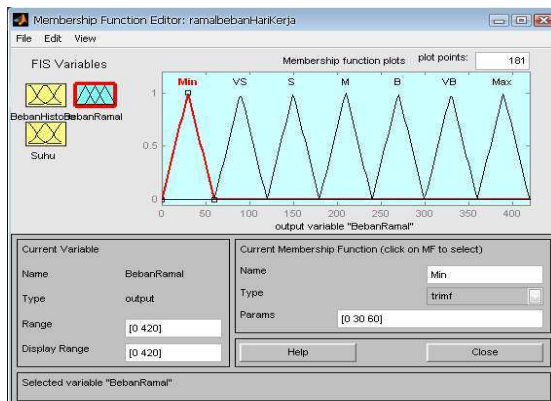 Membership Function Editor: ramalbebanHariKerja
File Edit View
FIS Variables
BebanRamal
Suhu
Membership function plots plot points: 181
Min VS S M B VB Max
1
0.5
0
0 50 100 150 200 250 300 350 400
output variable "BebanRamal"
Current Variable
Name BebanRamal
Type output
Range [0 420]
Display Range [0 420]
Current Membership Function (click on MF to select)
Name Min
Type trimf
Params [0 30 60]
Help Close
Selected variable "BebanRamal"